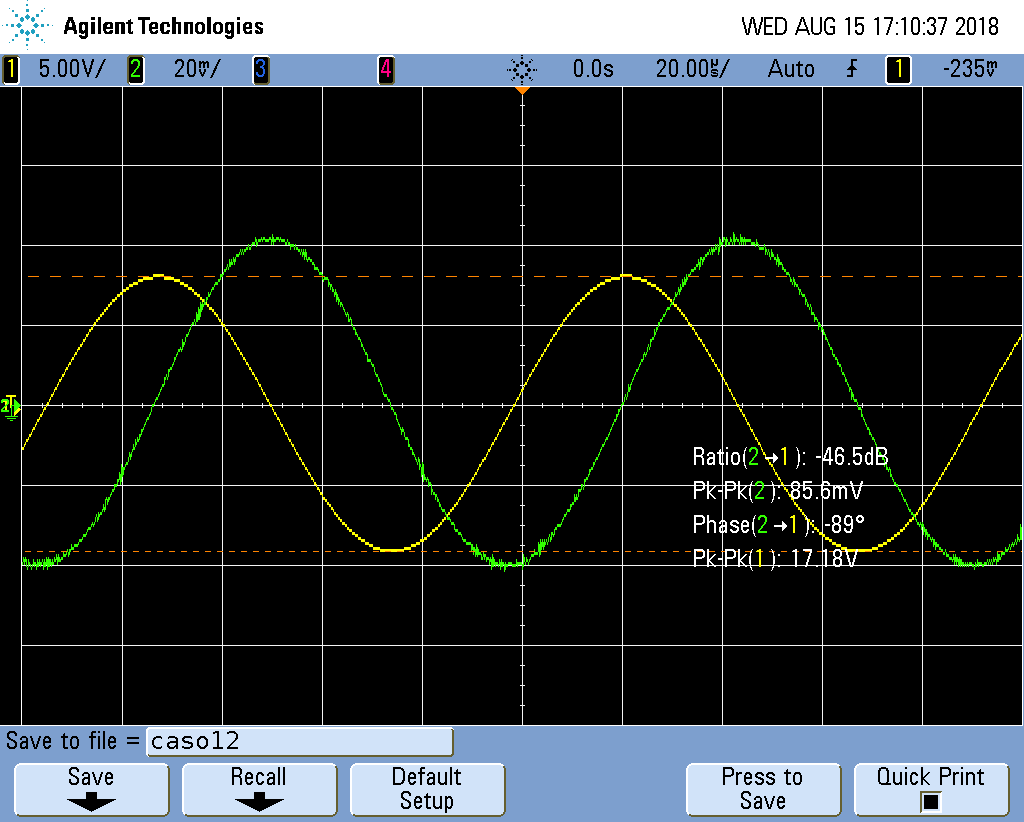 Agilent Technologies WED AUG 15 17:10:37 2018
1 5.00V/ 2 20mV/ 3 4 0.0s 20.00µs/ Auto 1 -235mV
Ratio(2→1): -46.5dB
Pk-Pk(2): 85.6mV
Phase(2→1): -89°
Pk-Pk(1): 17.18V
Save to file = caso12
Save Recall Default Setup Press to Save Quick Print